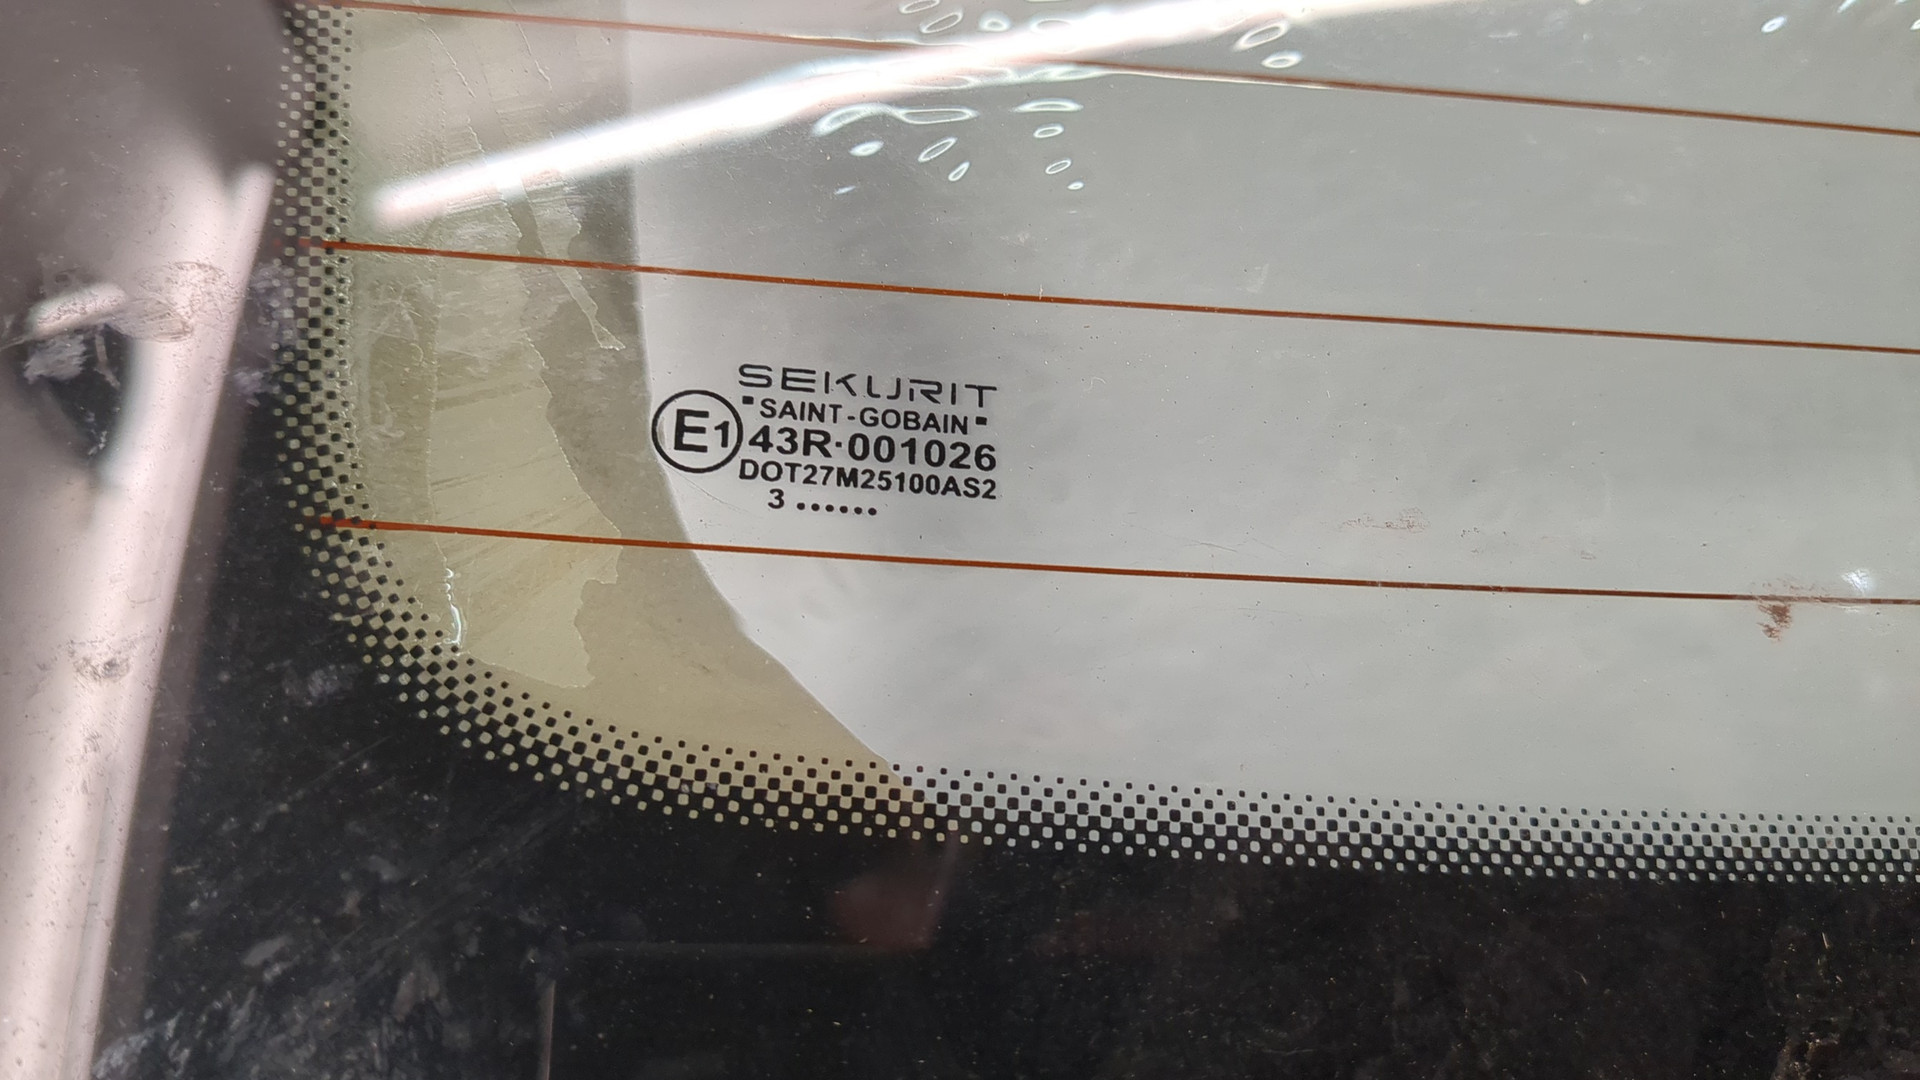 SEKURIT
"SAINT-GOBAIN"
E1 43R·001026
DOT27M25100AS2
3 ••••••